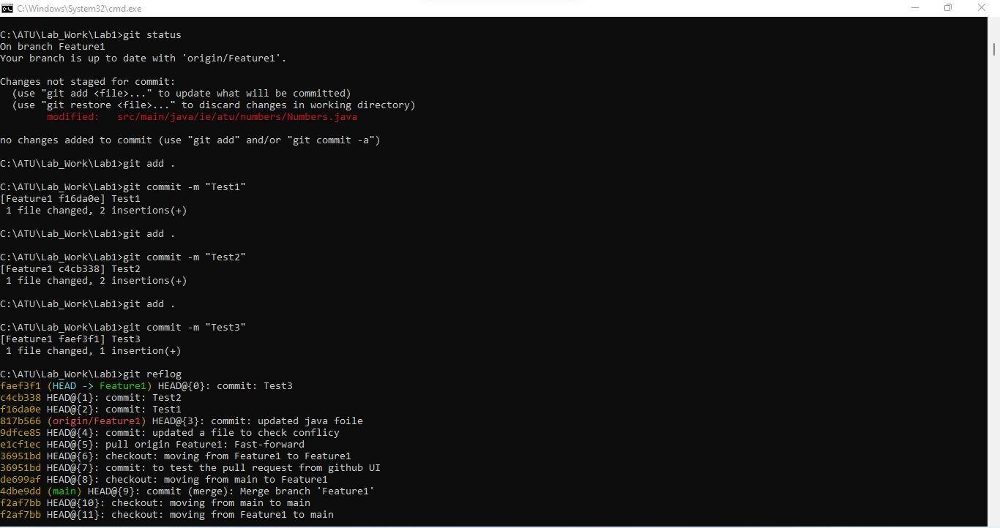 C:\Windows\System32\cmd.exe
C:\ATU\Lab_Work\Lab1>git status
On branch Feature1
Your branch is up to date with 'origin/Feature1'.
Changes not staged for commit:
  (use "git add <file>..." to update what will be committed)
  (use "git restore <file>..." to discard changes in working directory)
        modified:   src/main/java/ie/atu/numbers/Numbers.java
no changes added to commit (use "git add" and/or "git commit -a")
C:\ATU\Lab_Work\Lab1>git add .
C:\ATU\Lab_Work\Lab1>git commit -m "Test1"
[Feature1 f16da0e] Test1
 1 file changed, 2 insertions(+)
C:\ATU\Lab_Work\Lab1>git add .
C:\ATU\Lab_Work\Lab1>git commit -m "Test2"
[Feature1 c4cb338] Test2
 1 file changed, 2 insertions(+)
C:\ATU\Lab_Work\Lab1>git add .
C:\ATU\Lab_Work\Lab1>git commit -m "Test3"
[Feature1 faef3f1] Test3
 1 file changed, 1 insertion(+)
C:\ATU\Lab_Work\Lab1>git reflog
faef3f1 (HEAD -> Feature1) HEAD@{0}: commit: Test3
c4cb338 HEAD@{1}: commit: Test2
f16da0e HEAD@{2}: commit: Test1
817b566 (origin/Feature1) HEAD@{3}: commit: updated java foile
9dfce85 HEAD@{4}: commit: updated a file to check conflicy
e1cf1ec HEAD@{5}: pull origin Feature1: Fast-forward
36951bd HEAD@{6}: checkout: moving from Feature1 to Feature1
36951bd HEAD@{7}: commit: to test the pull request from github UI
de699af HEAD@{8}: checkout: moving from main to Feature1
4dbe9dd (main) HEAD@{9}: commit (merge): Merge branch 'Feature1'
f2af7bb HEAD@{10}: checkout: moving from main to main
f2af7bb HEAD@{11}: checkout: moving from Feature1 to main